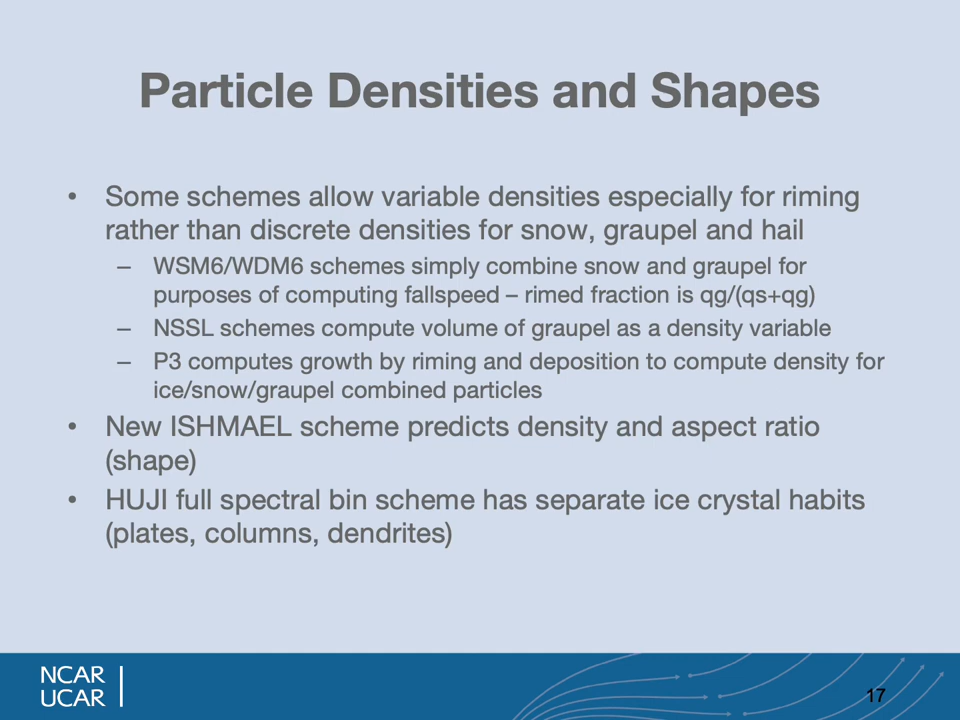 Particle Densities and Shapes
• Some schemes allow variable densities especially for riming
rather than discrete densities for snow, graupel and hail
– WSM6/WDM6 schemes simply combine snow and graupel for
purposes of computing fallspeed – rimed fraction is qg/(qs+qg)
– NSSL schemes compute volume of graupel as a density variable
– P3 computes growth by riming and deposition to compute density for
ice/snow/graupel combined particles
• New ISHMAEL scheme predicts density and aspect ratio
(shape)
• HUJI full spectral bin scheme has separate ice crystal habits
(plates, columns, dendrites)
NCAR
UCAR
17